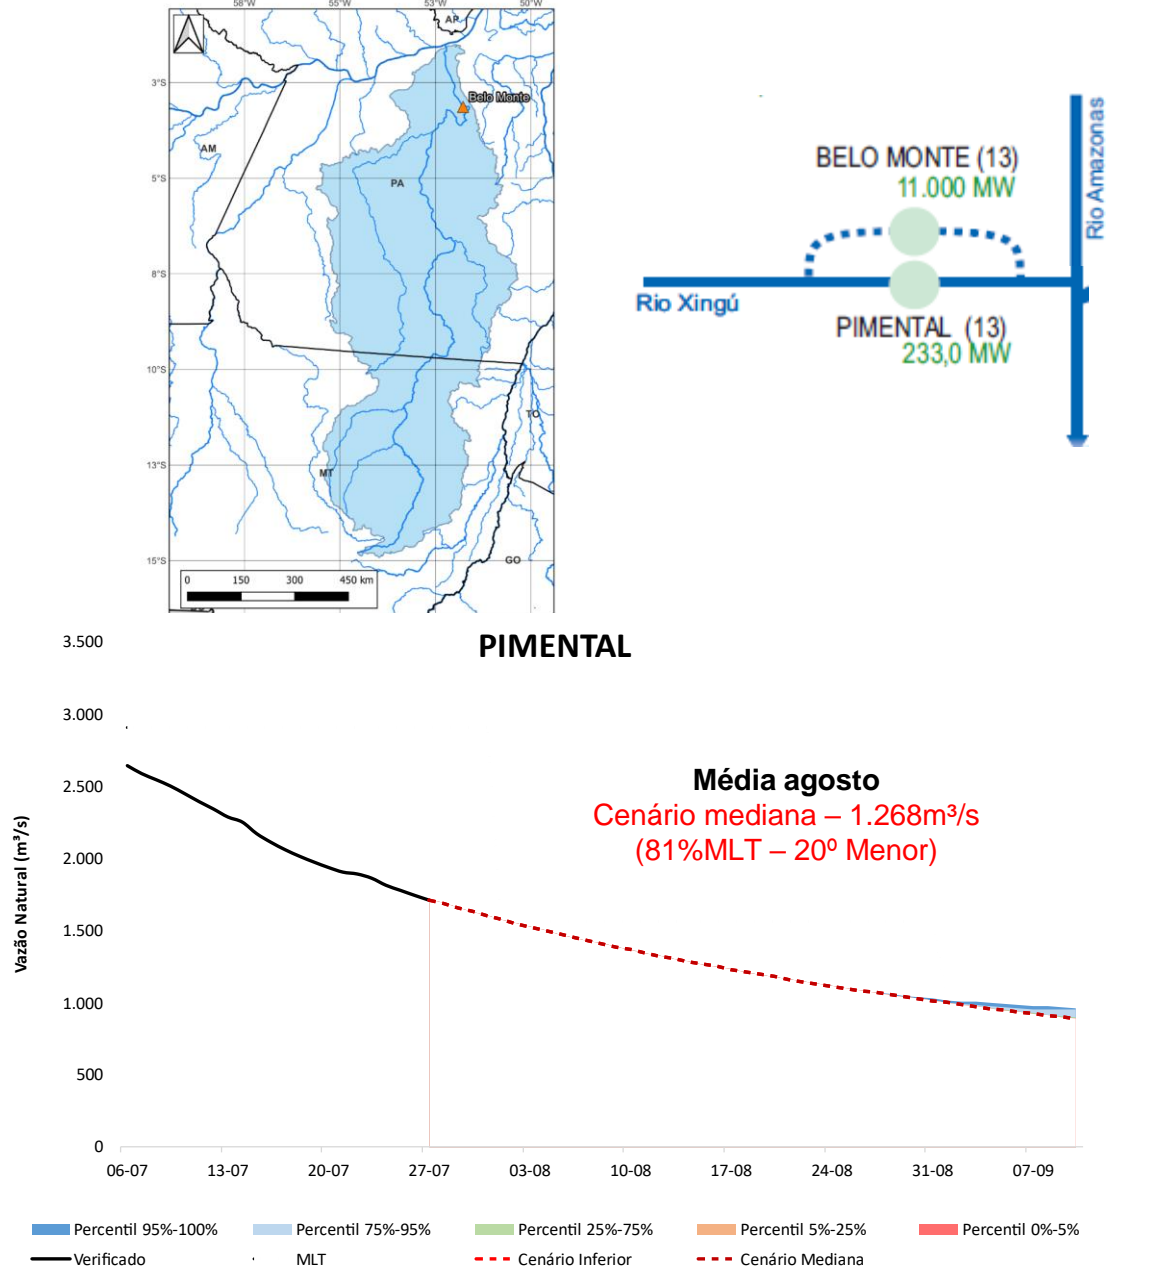 58°W 55°W 53°W 50°W
AP
3°S
Belo Monte
AM
5°S
PA
8°S
10°S
TO
13°S
MT
15°S
GO
0 150 300 450 km
BELO MONTE (13)
11.000 MW
Rio Amazonas
Rio Xingú
PIMENTAL (13)
233,0 MW
PIMENTAL
3.500
3.000
2.500
2.000
1.500
1.000
500
0
Vazão Natural (m³/s)
Média agosto
Cenário mediana – 1.268m³/s
(81%MLT – 20º Menor)
06-07 13-07 20-07 27-07 03-08 10-08 17-08 24-08 31-08 07-09
Percentil 95%-100% Percentil 75%-95% Percentil 25%-75% Percentil 5%-25% Percentil 0%-5%
Verificado MLT Cenário Inferior Cenário Mediana